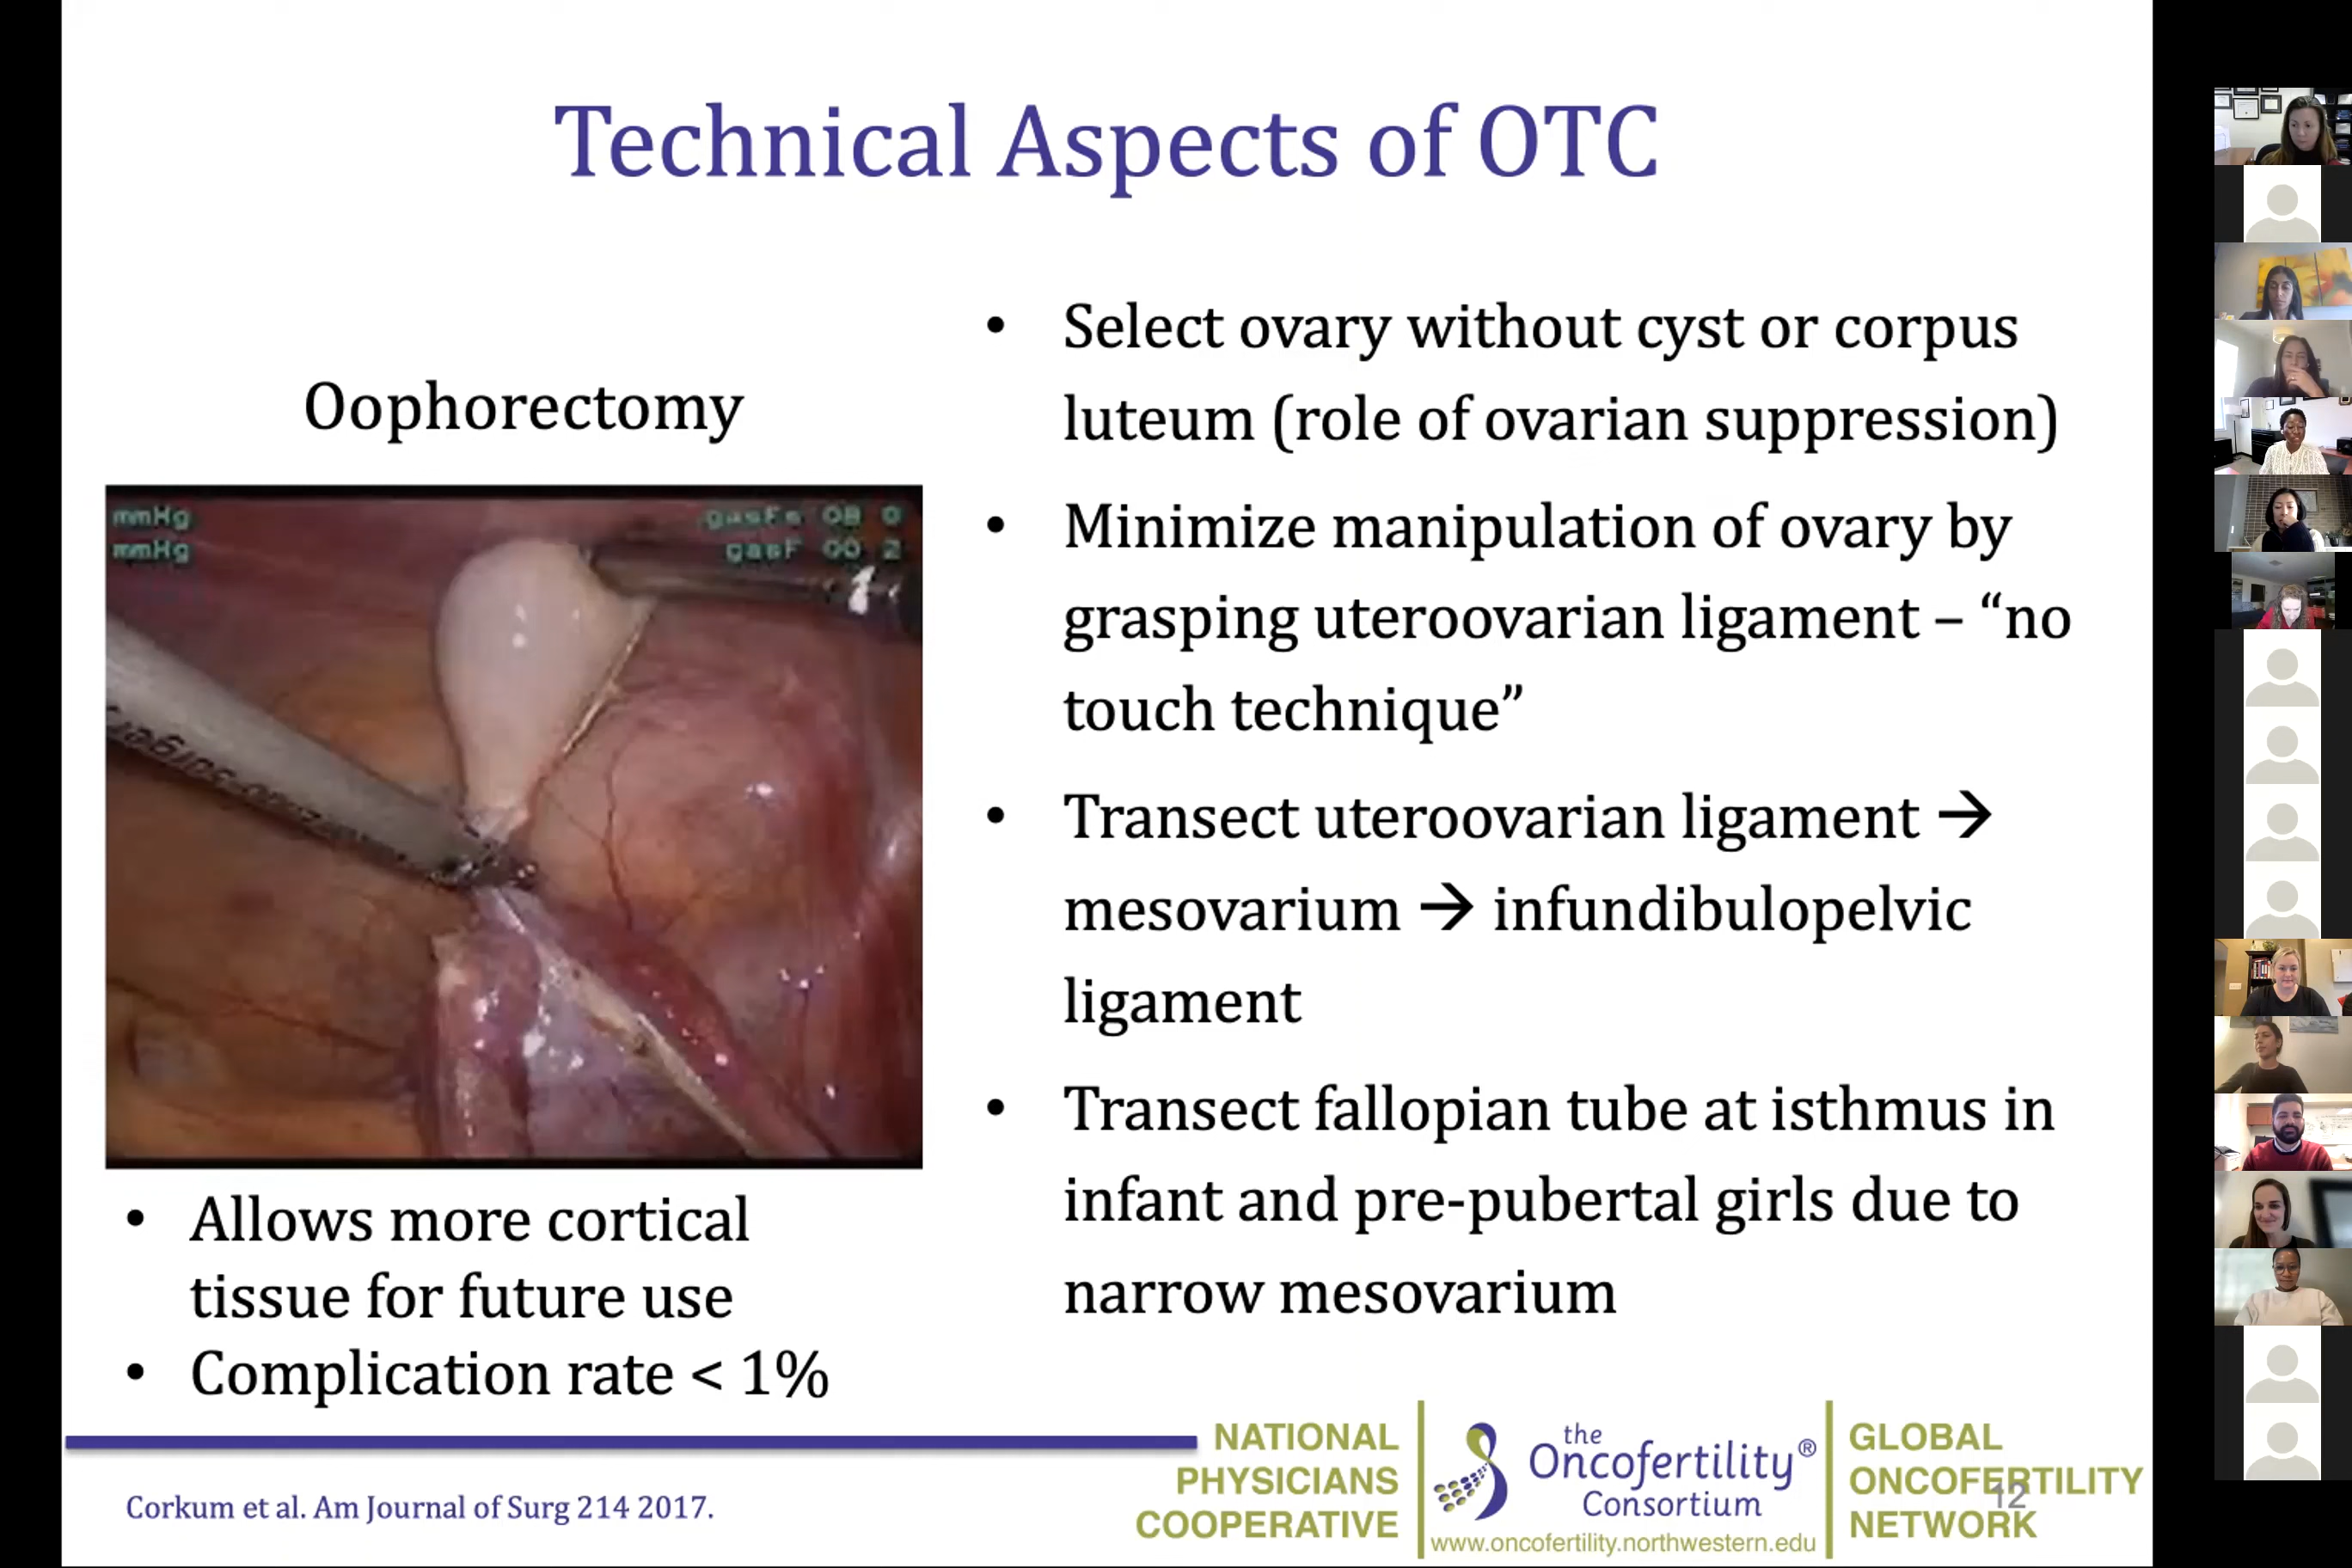 Technical Aspects of OTC
Oophorectomy
mmHg
mmHg
gasF 00 2
• Allows more cortical
tissue for future use
• Complication rate < 1%
• Select ovary without cyst or corpus
luteum (role of ovarian suppression)
• Minimize manipulation of ovary by
grasping uteroovarian ligament – “no
touch technique”
• Transect uteroovarian ligament →
mesovarium → infundibulopelvic
ligament
• Transect fallopian tube at isthmus in
infant and pre-pubertal girls due to
narrow mesovarium
Corkum et al. Am Journal of Surg 214 2017.
NATIONAL
PHYSICIANS
COOPERATIVE
the
Oncofertility®
Consortium
www.oncofertility.northwestern.edu
GLOBAL
ONCOFERTILITY
NETWORK
12